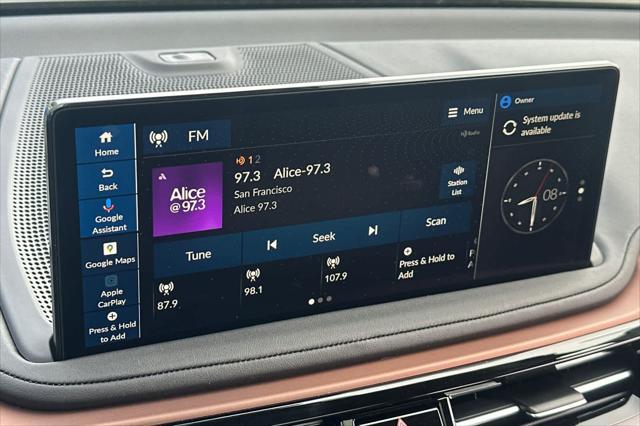 Home
Back
Google
Assistant
Google Maps
Apple
CarPlay
Press & Hold
to Add
FM
Menu
HD Radio
Alice
@ 97.3
1 2
97.3 Alice-97.3
San Francisco
Alice 97.3
Station
List
Tune
Seek
Scan
87.9
98.1
107.9
Press & Hold to
Add
P
A
Owner
System update is
available
08